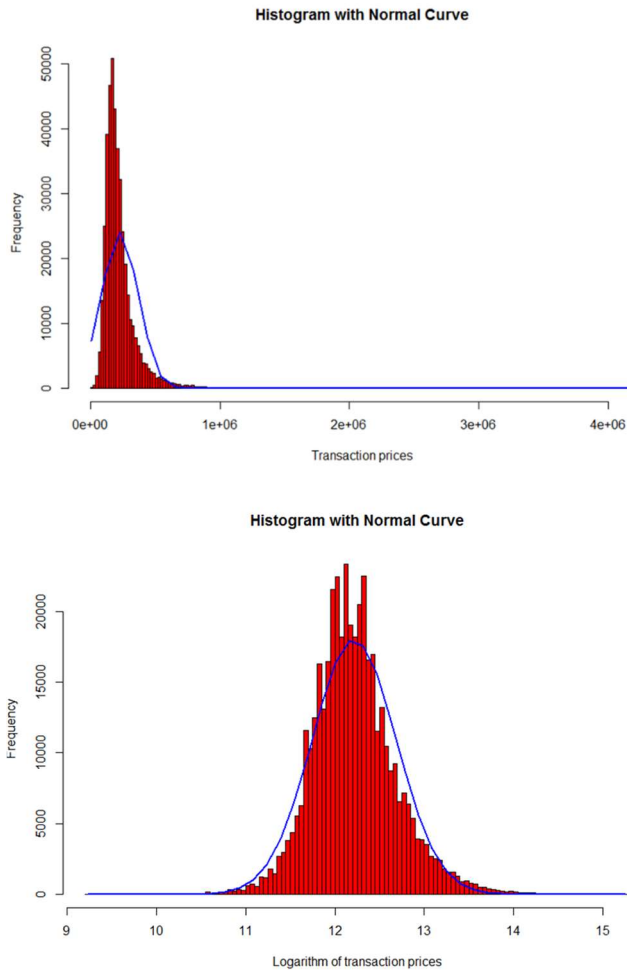 Histogram with Normal Curve
Frequency
50000
40000
30000
20000
10000
0
0e+00 1e+06 2e+06 3e+06 4e+06
Transaction prices
Histogram with Normal Curve
Frequency
20000
15000
10000
5000
0
9 10 11 12 13 14 15
Logarithm of transaction prices